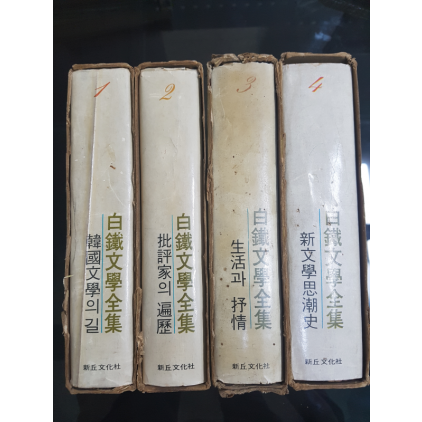 1
白鐵文學全集
韓國文學의 길
新丘文化社
2
白鐵文學全集
批評家의 遍歷
新丘文化社
3
白鐵文學全集
生活과 抒情
新丘文化社
4
白鐵文學全集
新文學思潮史
新丘文化社